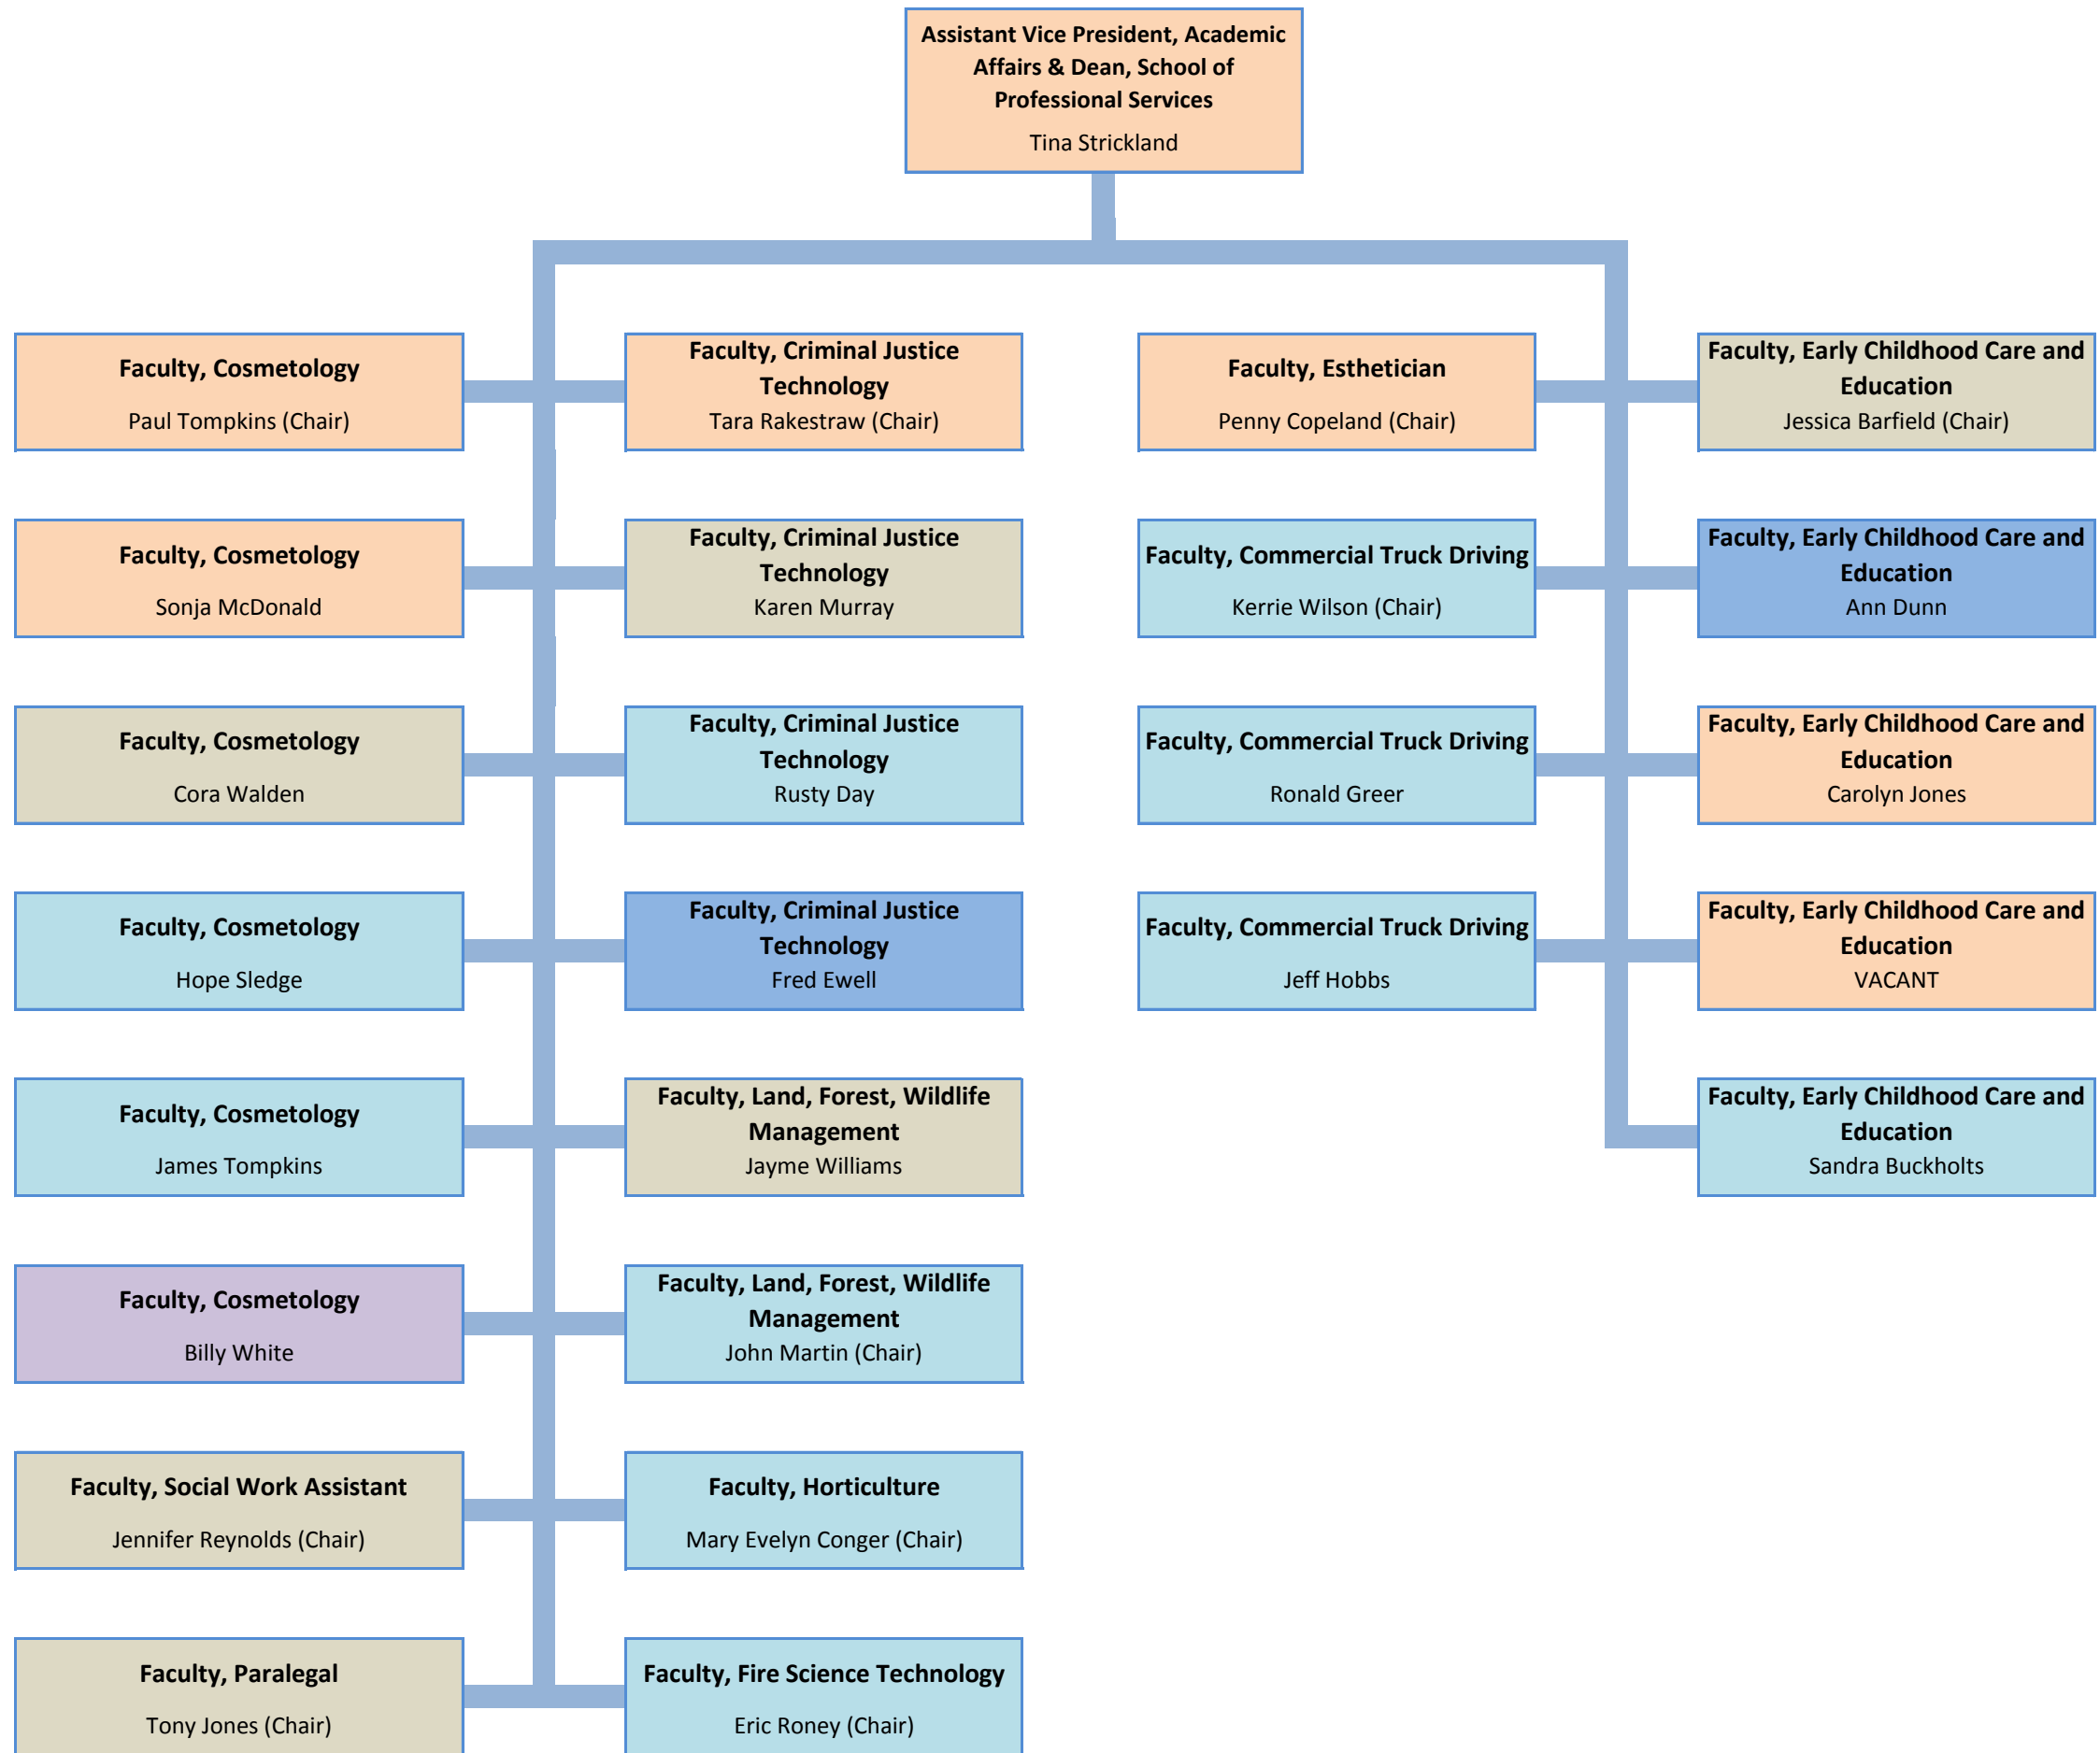 Assistant Vice President, Academic
Affairs & Dean, School of
Professional Services
Tina Strickland
Faculty, Cosmetology
Paul Tompkins (Chair)
Faculty, Criminal Justice
Technology
Tara Rakestraw (Chair)
Faculty, Esthetician
Penny Copeland (Chair)
Faculty, Early Childhood Care and
Education
Jessica Barfield (Chair)
Faculty, Cosmetology
Sonja McDonald
Faculty, Criminal Justice
Technology
Karen Murray
Faculty, Commercial Truck Driving
Kerrie Wilson (Chair)
Faculty, Early Childhood Care and
Education
Ann Dunn
Faculty, Cosmetology
Cora Walden
Faculty, Criminal Justice
Technology
Rusty Day
Faculty, Commercial Truck Driving
Ronald Greer
Faculty, Early Childhood Care and
Education
Carolyn Jones
Faculty, Cosmetology
Hope Sledge
Faculty, Criminal Justice
Technology
Fred Ewell
Faculty, Commercial Truck Driving
Jeff Hobbs
Faculty, Early Childhood Care and
Education
VACANT
Faculty, Cosmetology
James Tompkins
Faculty, Land, Forest, Wildlife
Management
Jayme Williams
Faculty, Early Childhood Care and
Education
Sandra Buckholts
Faculty, Cosmetology
Billy White
Faculty, Land, Forest, Wildlife
Management
John Martin (Chair)
Faculty, Social Work Assistant
Jennifer Reynolds (Chair)
Faculty, Horticulture
Mary Evelyn Conger (Chair)
Faculty, Paralegal
Tony Jones (Chair)
Faculty, Fire Science Technology
Eric Roney (Chair)